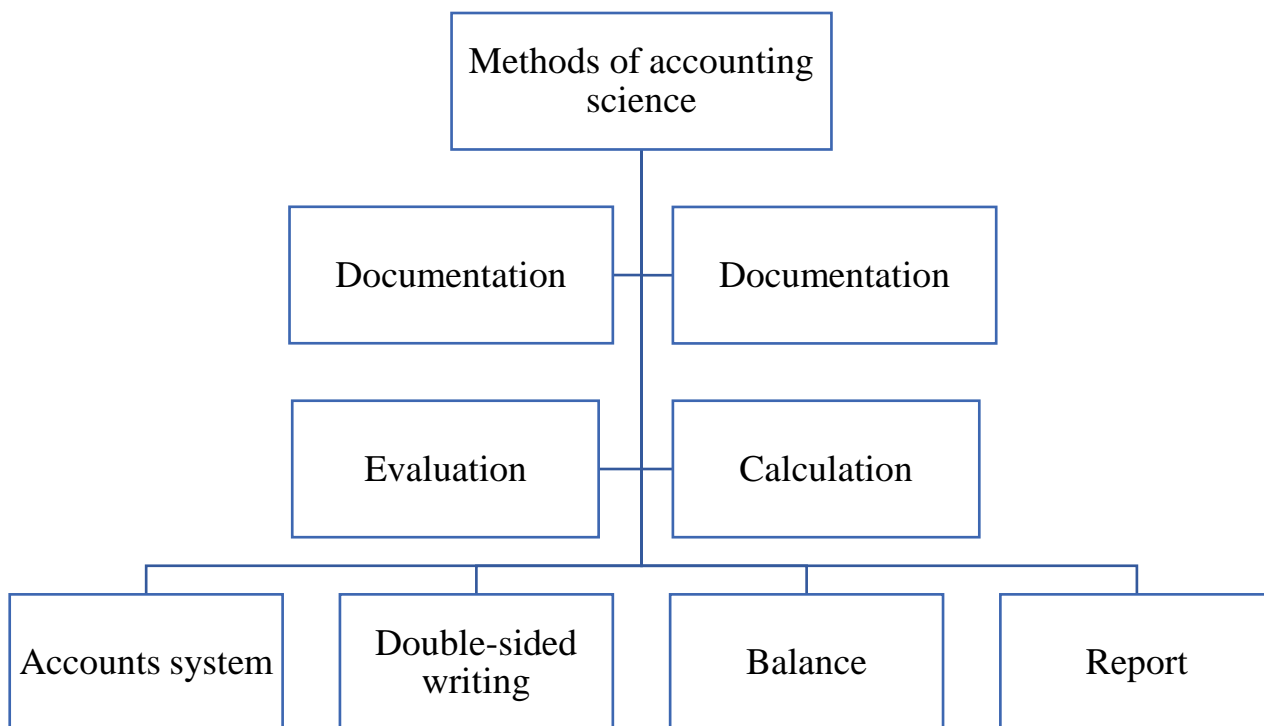 Methods of accounting
science
Documentation
Documentation
Evaluation
Calculation
Accounts system
Double-sided
writing
Balance
Report